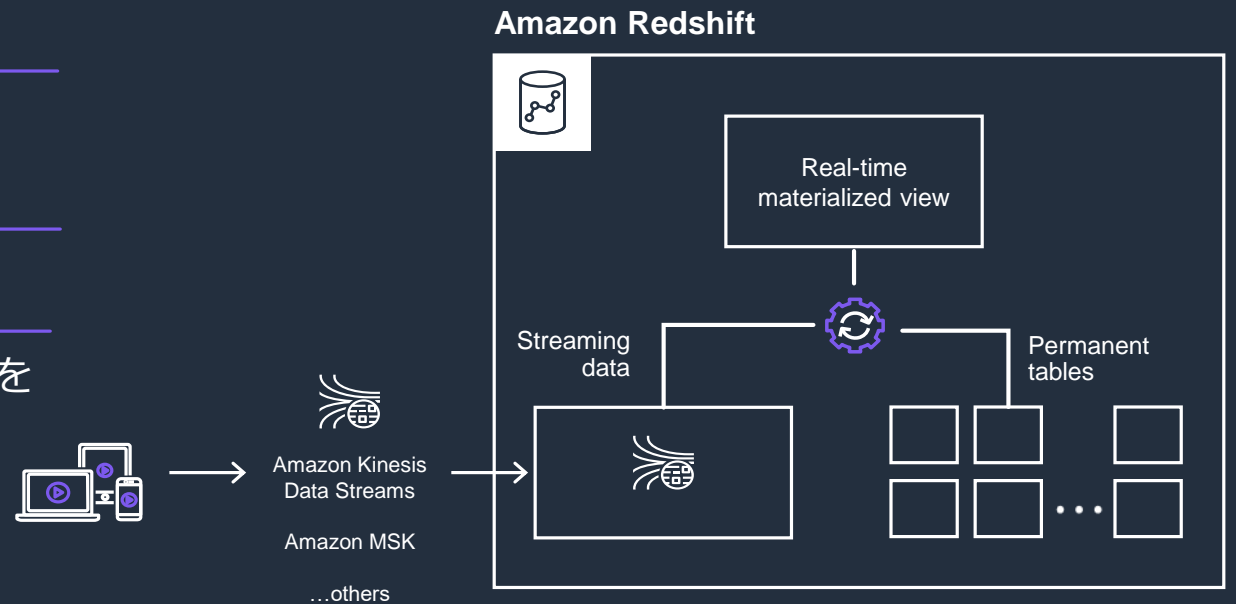 Amazon Redshift
Real-time
materialized view
Streaming
data
Permanent
tables
を
Amazon Kinesis
Data Streams
Amazon MSK
…others